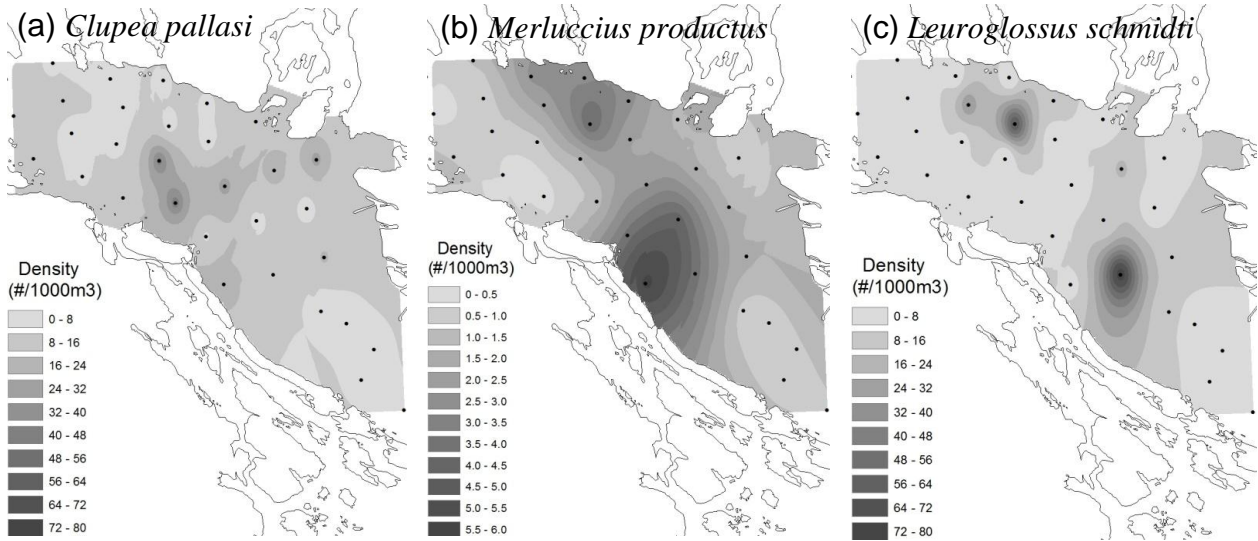 (a) Clupea pallasi
Density
(#/1000m3)
0 - 8
8 - 16
16 - 24
24 - 32
32 - 40
40 - 48
48 - 56
56 - 64
64 - 72
72 - 80
(b) Merluccius productus
Density
(#/1000m3)
0 - 0.5
0.5 - 1.0
1.0 - 1.5
1.5 - 2.0
2.0 - 2.5
2.5 - 3.0
3.0 - 3.5
3.5 - 4.0
4.0 - 4.5
4.5 - 5.0
5.0 - 5.5
5.5 - 6.0
(c) Leuroglossus schmidti
Density
(#/1000m3)
0 - 8
8 - 16
16 - 24
24 - 32
32 - 40
40 - 48
48 - 56
56 - 64
64 - 72
72 - 80